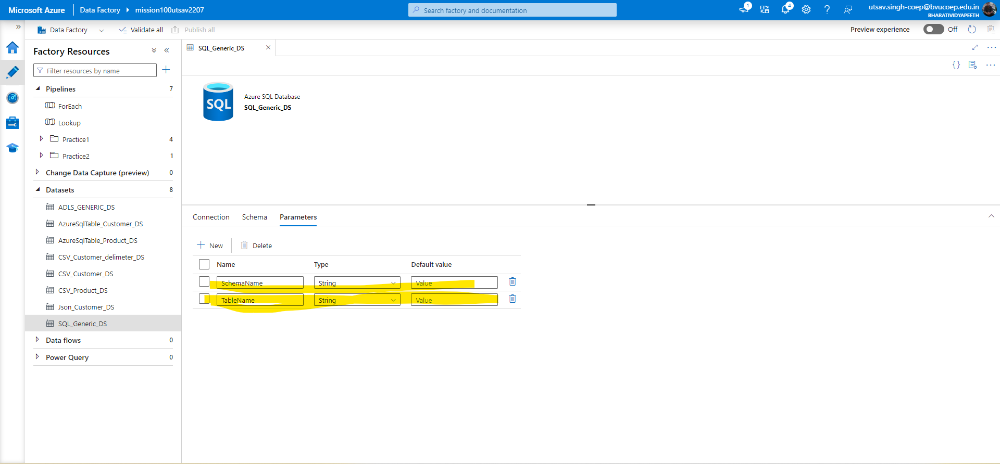 Microsoft Azure Data Factory mission100utsav2207 Search factory and documentation 1 4 utsav.singh-coep@bvucoep.edu.in
BHARATIVIDYAPEETH
Data Factory Validate all Publish all Preview experience Off
Factory Resources
Filter resources by name
Pipelines 7
ForEach
Lookup
Practice1 4
Practice2 1
Change Data Capture (preview) 0
Datasets 8
ADLS_GENERIC_DS
AzureSqlTable_Customer_DS
AzureSqlTable_Product_DS
CSV_Customer_delimeter_DS
CSV_Customer_DS
CSV_Product_DS
Json_Customer_DS
SQL_Generic_DS
Data flows 0
Power Query 0
SQL_Generic_DS
SQL
Azure SQL Database
SQL_Generic_DS
Connection Schema Parameters
New Delete
Name Type Default value
SchemaName String Value
TableName String Value